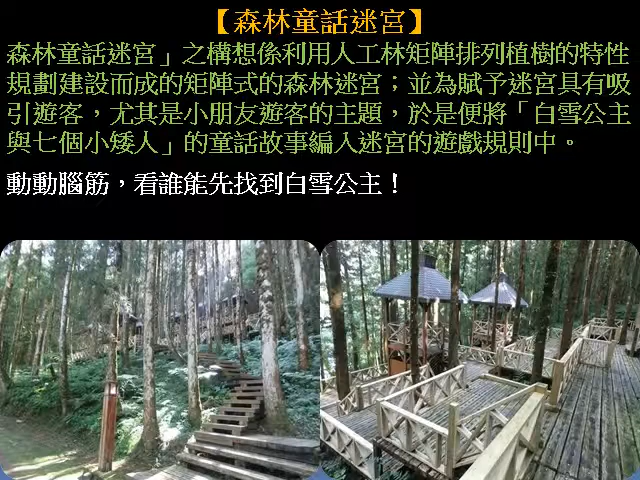 【森林童話迷宮】
森林童話迷宮」之構想係利用人工林矩陣排列植樹的特性
規劃建設而成的矩陣式的森林迷宮；並為賦予迷宮具有吸
引遊客，尤其是小朋友遊客的主題，於是便將「白雪公主
與七個小矮人」的童話故事編入迷宮的遊戲規則中。
動動腦筋，看誰能先找到白雪公主！